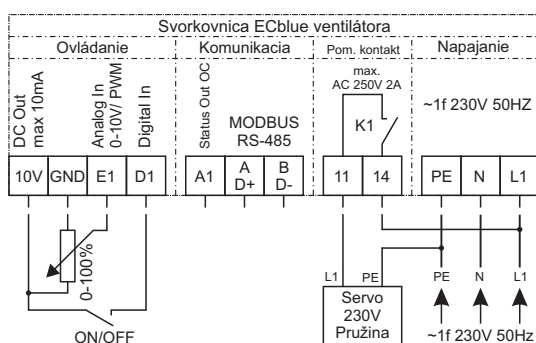 Svorkovnica ECblue ventilátora
Ovládanie
Komunikacia
Pom. kontakt
Napajanie
DC Out
max 10mA
Analog In
0-10V/ PWM
Digital In
Status Out OC
MODBUS
RS-485
max.
AC 250V 2A
K1
~1f 230V 50HZ
10V
GND
E1
D1
A1
A
D+
B
D-
11
14
PE
N
L1
0-100%
ON/OFF
L1
PE
Servo
230V
Pružina
PE
N
L1
~1f 230V 50Hz